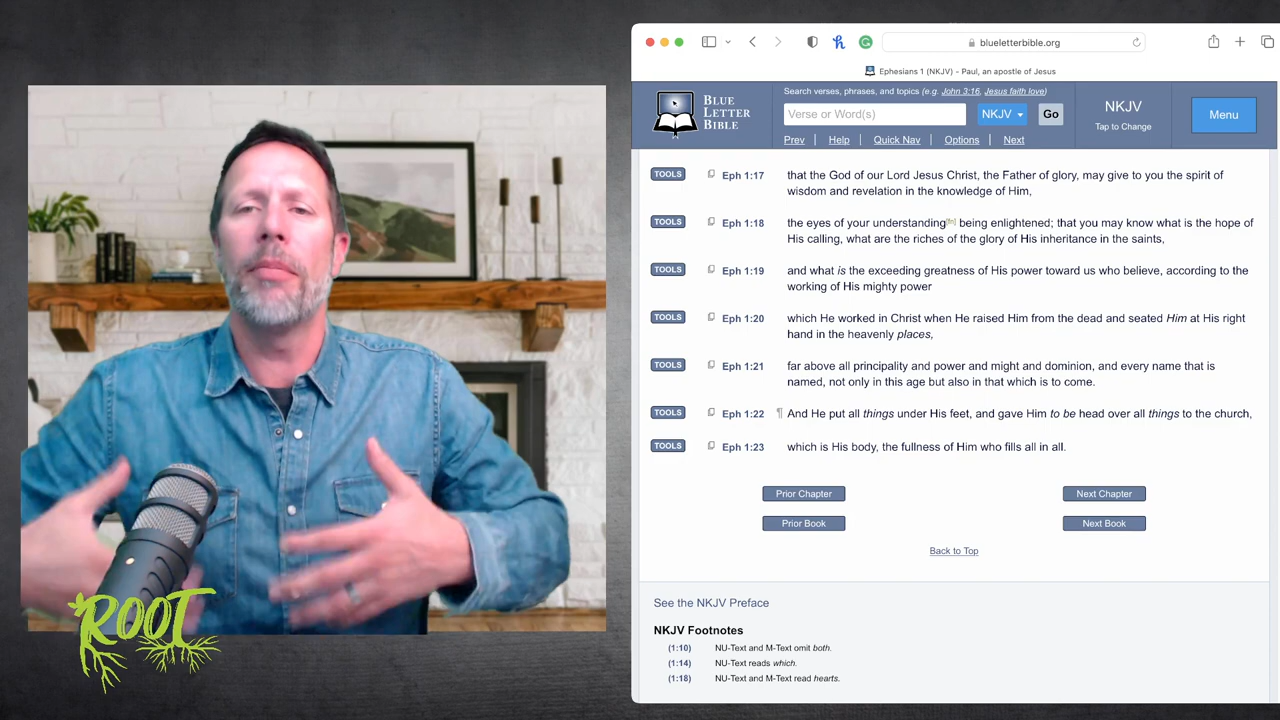 ROOT
blueletterbible.org
Ephesians 1 (NKJV) - Paul, an apostle of Jesus
BLUE
LETTER
BIBLE
Search verses, phrases, and topics (e.g. John 3:16, Jesus faith love)
Verse or Word(s)
NKJV
Go
Prev | Help | Quick Nav | Options | Next
NKJV
Tap to Change
Menu
TOOLS Eph 1:17 that the God of our Lord Jesus Christ, the Father of glory, may give to you the spirit of
wisdom and revelation in the knowledge of Him,
TOOLS Eph 1:18 the eyes of your understanding[fn] being enlightened; that you may know what is the hope of
His calling, what are the riches of the glory of His inheritance in the saints,
TOOLS Eph 1:19 and what is the exceeding greatness of His power toward us who believe, according to the
working of His mighty power
TOOLS Eph 1:20 which He worked in Christ when He raised Him from the dead and seated Him at His right
hand in the heavenly places,
TOOLS Eph 1:21 far above all principality and power and might and dominion, and every name that is
named, not only in this age but also in that which is to come.
TOOLS Eph 1:22 ¶ And He put all things under His feet, and gave Him to be head over all things to the church,
TOOLS Eph 1:23 which is His body, the fullness of Him who fills all in all.
Prior Chapter Next Chapter
Prior Book Next Book
Back to Top
See the NKJV Preface
NKJV Footnotes
(1:10) NU-Text and M-Text omit both.
(1:14) NU-Text reads which.
(1:18) NU-Text and M-Text read hearts.